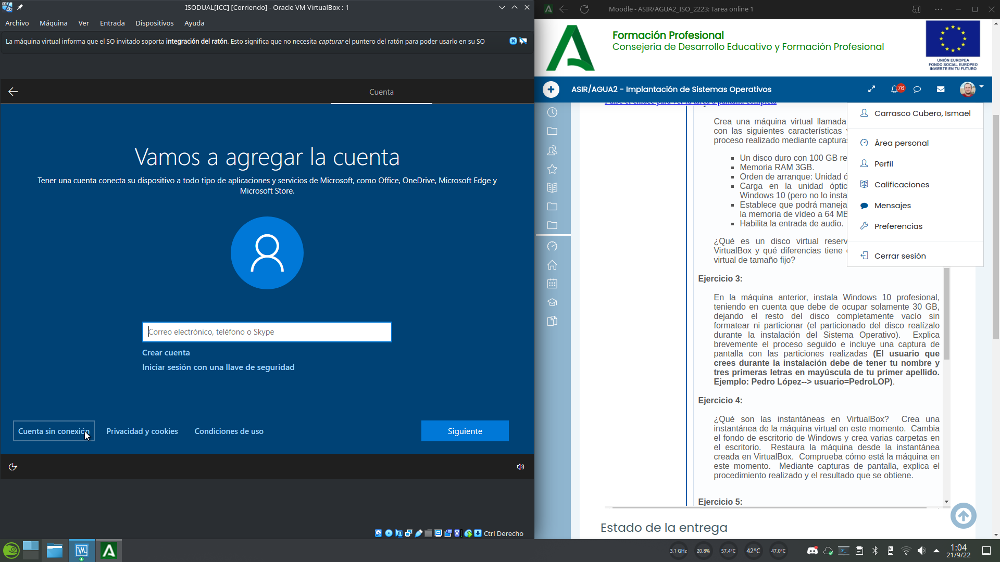 ISODUAL[ICC] [Corriendo] - Oracle VM VirtualBox : 1
Archivo Máquina Ver Entrada Dispositivos Ayuda
La máquina virtual informa que el SO invitado soporta integración del ratón. Esto significa que no necesita capturar el puntero del ratón para poder usarlo en su SO
Cuenta
Vamos a agregar la cuenta
Tener una cuenta conecta su dispositivo a todo tipo de aplicaciones y servicios de Microsoft, como Office, OneDrive, Microsoft Edge y
Microsoft Store.
Correo electrónico, teléfono o Skype
Crear cuenta
Iniciar sesión con una llave de seguridad
Cuenta sin conexión Privacidad y cookies Condiciones de uso Siguiente
Ctrl Derecho
Moodle - ASIR/AGUA2_ISO_2223: Tarea online 1
Formación Profesional
Consejería de Desarrollo Educativo y Formación Profesional
UNIÓN EUROPEA
FONDO SOCIAL EUROPEO
INVIERTE EN TU FUTURO
ASIR/AGUA2 - Implantación de Sistemas Operativos
76
Pulse el enlace para ver la tarea a pantalla completa
Carrasco Cubero, Ismael
Área personal
Perfil
Calificaciones
Mensajes
Preferencias
Cerrar sesión
Crea una máquina virtual llamada
con las siguientes características y
proceso realizado mediante capturas
Un disco duro con 100 GB re
Memoria RAM 3GB.
Orden de arranque: Unidad ó
Carga en la unidad óptic
Windows 10 (pero no lo insta
Establece que podrá maneja
la memoria de vídeo a 64 MB
Habilita la entrada de audio.
¿Qué es un disco virtual reserv
VirtualBox y qué diferencias tiene
virtual de tamaño fijo?
Ejercicio 3:
En la máquina anterior, instala Windows 10 profesional,
teniendo en cuenta que debe de ocupar solamente 30 GB,
dejando el resto del disco completamente vacío sin
formatear ni particionar (el particionado del disco realízalo
durante la instalación del Sistema Operativo). Explica
brevemente el proceso seguido e incluye una captura de
pantalla con las particiones realizadas (El usuario que
crees durante la instalación debe de tener tu nombre y
tres primeras letras en mayúscula de tu primer apellido.
Ejemplo: Pedro López--> usuario=PedroLOP).
Ejercicio 4:
¿Qué son las instantáneas en VirtualBox? Crea una
instantánea de la máquina virtual en este momento. Cambia
el fondo de escritorio de Windows y crea varias carpetas en
el escritorio. Restaura la máquina desde la instantánea
creada en VirtualBox. Comprueba cómo está la máquina en
este momento. Mediante capturas de pantalla, explica el
procedimiento realizado y el resultado que se obtiene.
Ejercicio 5:
Estado de la entrega
3,1 GHz 20,8% 57,4°C 42°C 47,0°C
1:04
21/9/22